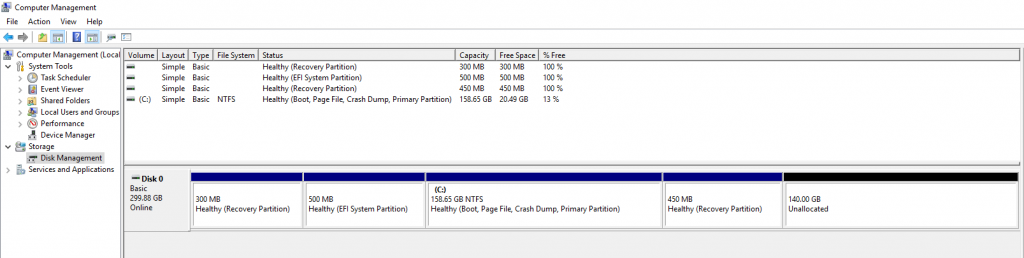 Computer Management
File Action View Help
Computer Management (Local
System Tools
Task Scheduler
Event Viewer
Shared Folders
Local Users and Groups
Performance
Device Manager
Storage
Disk Management
Services and Applications
Volume Layout Type File System Status Capacity Free Space % Free
Simple Basic Healthy (Recovery Partition) 300 MB 300 MB 100 %
Simple Basic Healthy (EFI System Partition) 500 MB 500 MB 100 %
Simple Basic Healthy (Recovery Partition) 450 MB 450 MB 100 %
(C:) Simple Basic NTFS Healthy (Boot, Page File, Crash Dump, Primary Partition) 158.65 GB 20.49 GB 13 %
Disk 0
Basic
299.88 GB
Online
300 MB
Healthy (Recovery Partition)
500 MB
Healthy (EFI System Partition)
(C:)
158.65 GB NTFS
Healthy (Boot, Page File, Crash Dump, Primary Partition)
450 MB
Healthy (Recovery Partition)
140.00 GB
Unallocated